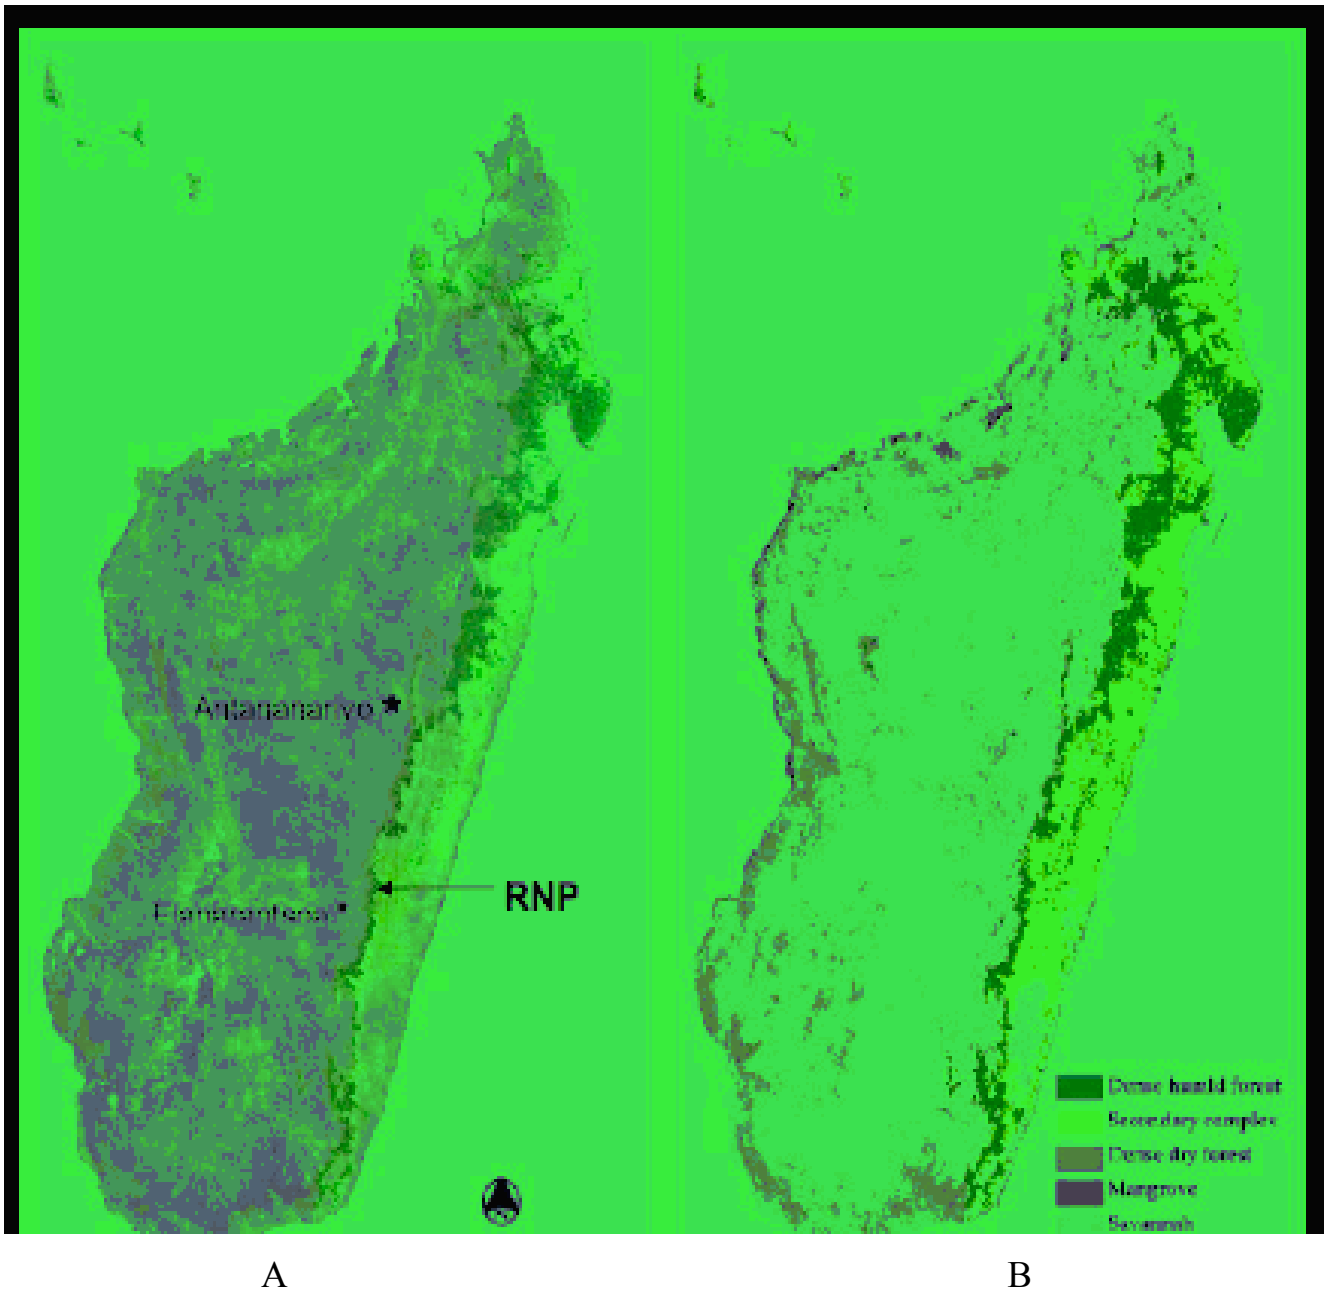 Antananarivo
RNP
Fianarantsoa
Dense humid forest
Secondary complex
Dense dry forest
Mangrove
Savannah
A
B